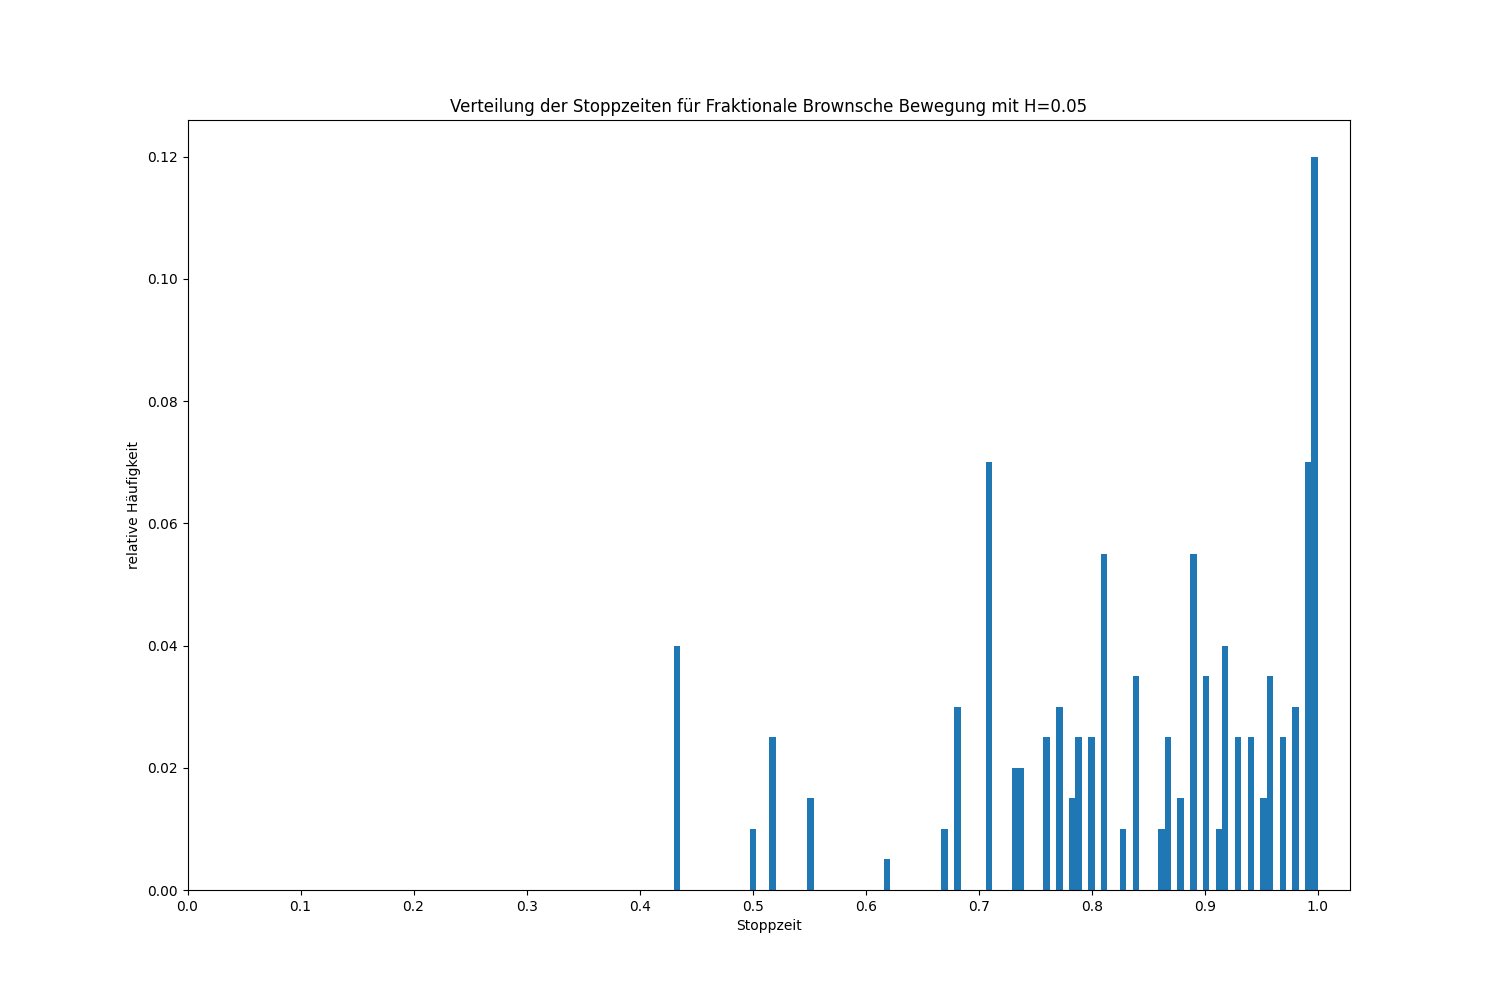 Verteilung der Stoppzeiten für Fraktionale Brownsche Bewegung mit H=0.05
0.12
0.10
0.08
0.06
0.04
0.02
0.00
relative Häufigkeit
0.0 0.1 0.2 0.3 0.4 0.5 0.6 0.7 0.8 0.9 1.0
Stoppzeit